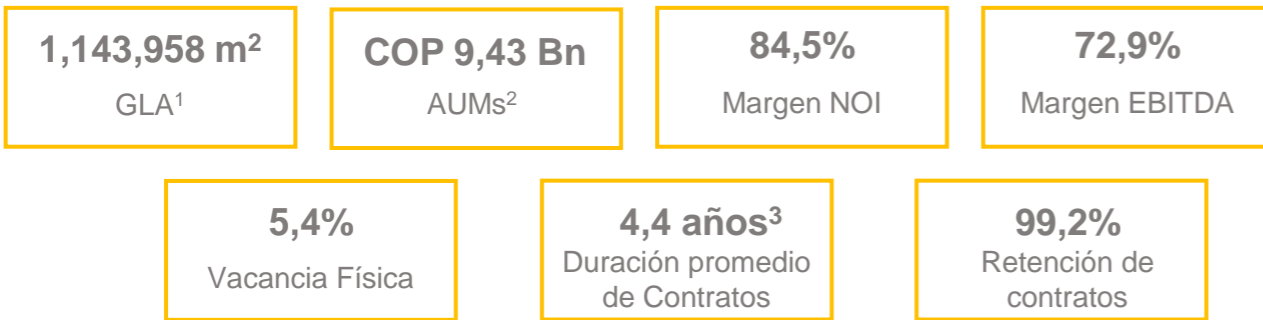 1,143,958 m²
GLA¹
COP 9,43 Bn
AUMs²
84,5%
Margen NOI
72,9%
Margen EBITDA
5,4%
Vacancia Física
4,4 años³
Duración promedio
de Contratos
99,2%
Retención de
contratos